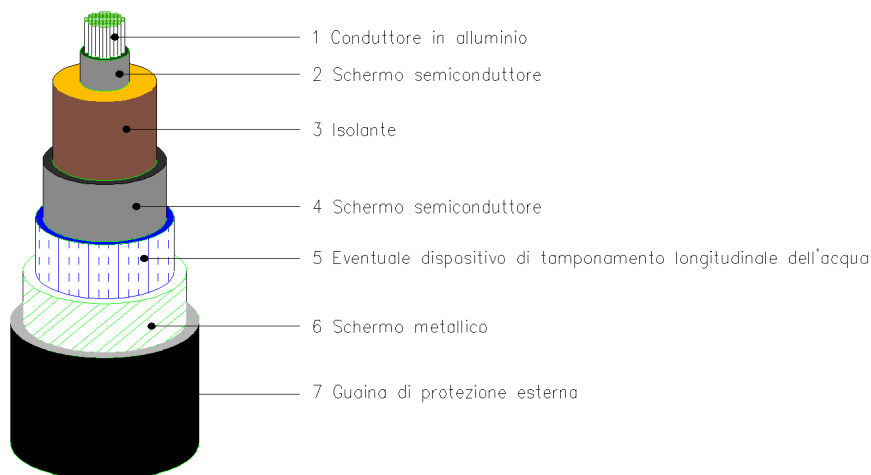 1 Conduttore in alluminio
2 Schermo semiconduttore
3 Isolante
4 Schermo semiconduttore
5 Eventuale dispositivo di tamponamento longitudinale dell'acqua
6 Schermo metallico
7 Guaina di protezione esterna